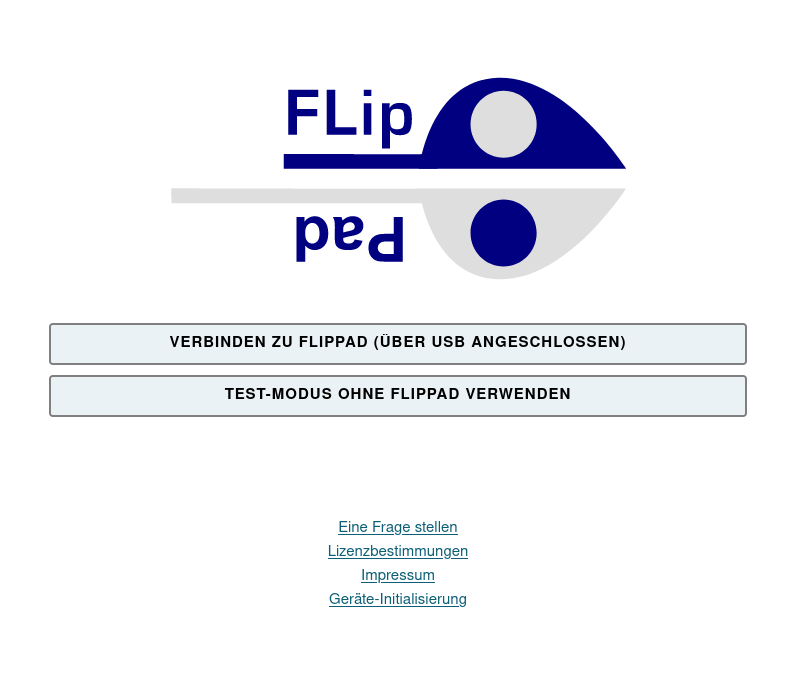 FLip
Pad
VERBINDEN ZU FLIPPAD (ÜBER USB ANGESCHLOSSEN)
TEST-MODUS OHNE FLIPPAD VERWENDEN
Eine Frage stellen
Lizenzbestimmungen
Impressum
Geräte-Initialisierung